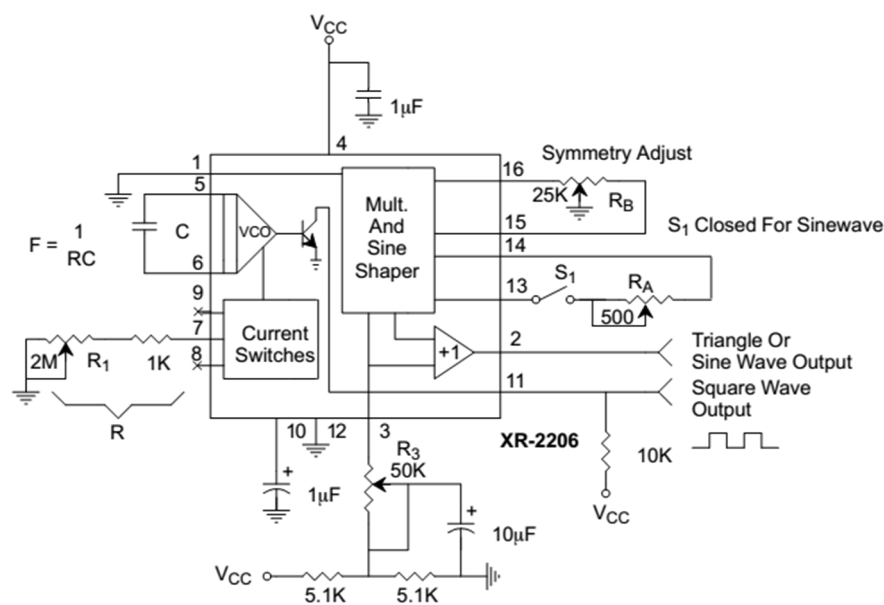 VCC
1µF
4
1
5
16
Symmetry Adjust
25K
RB
Mult.
And
Sine
Shaper
VCO
C
F = 1
RC
6
15
S1 Closed For Sinewave
14
13
S1
RA
500
9
7
8
Current
Switches
2M
R1
1K
R
+1
2
Triangle Or
Sine Wave Output
11
Square Wave
Output
10
12
3
XR-2206
10K
VCC
R3
50K
+
1µF
+
10µF
VCC
5.1K
5.1K